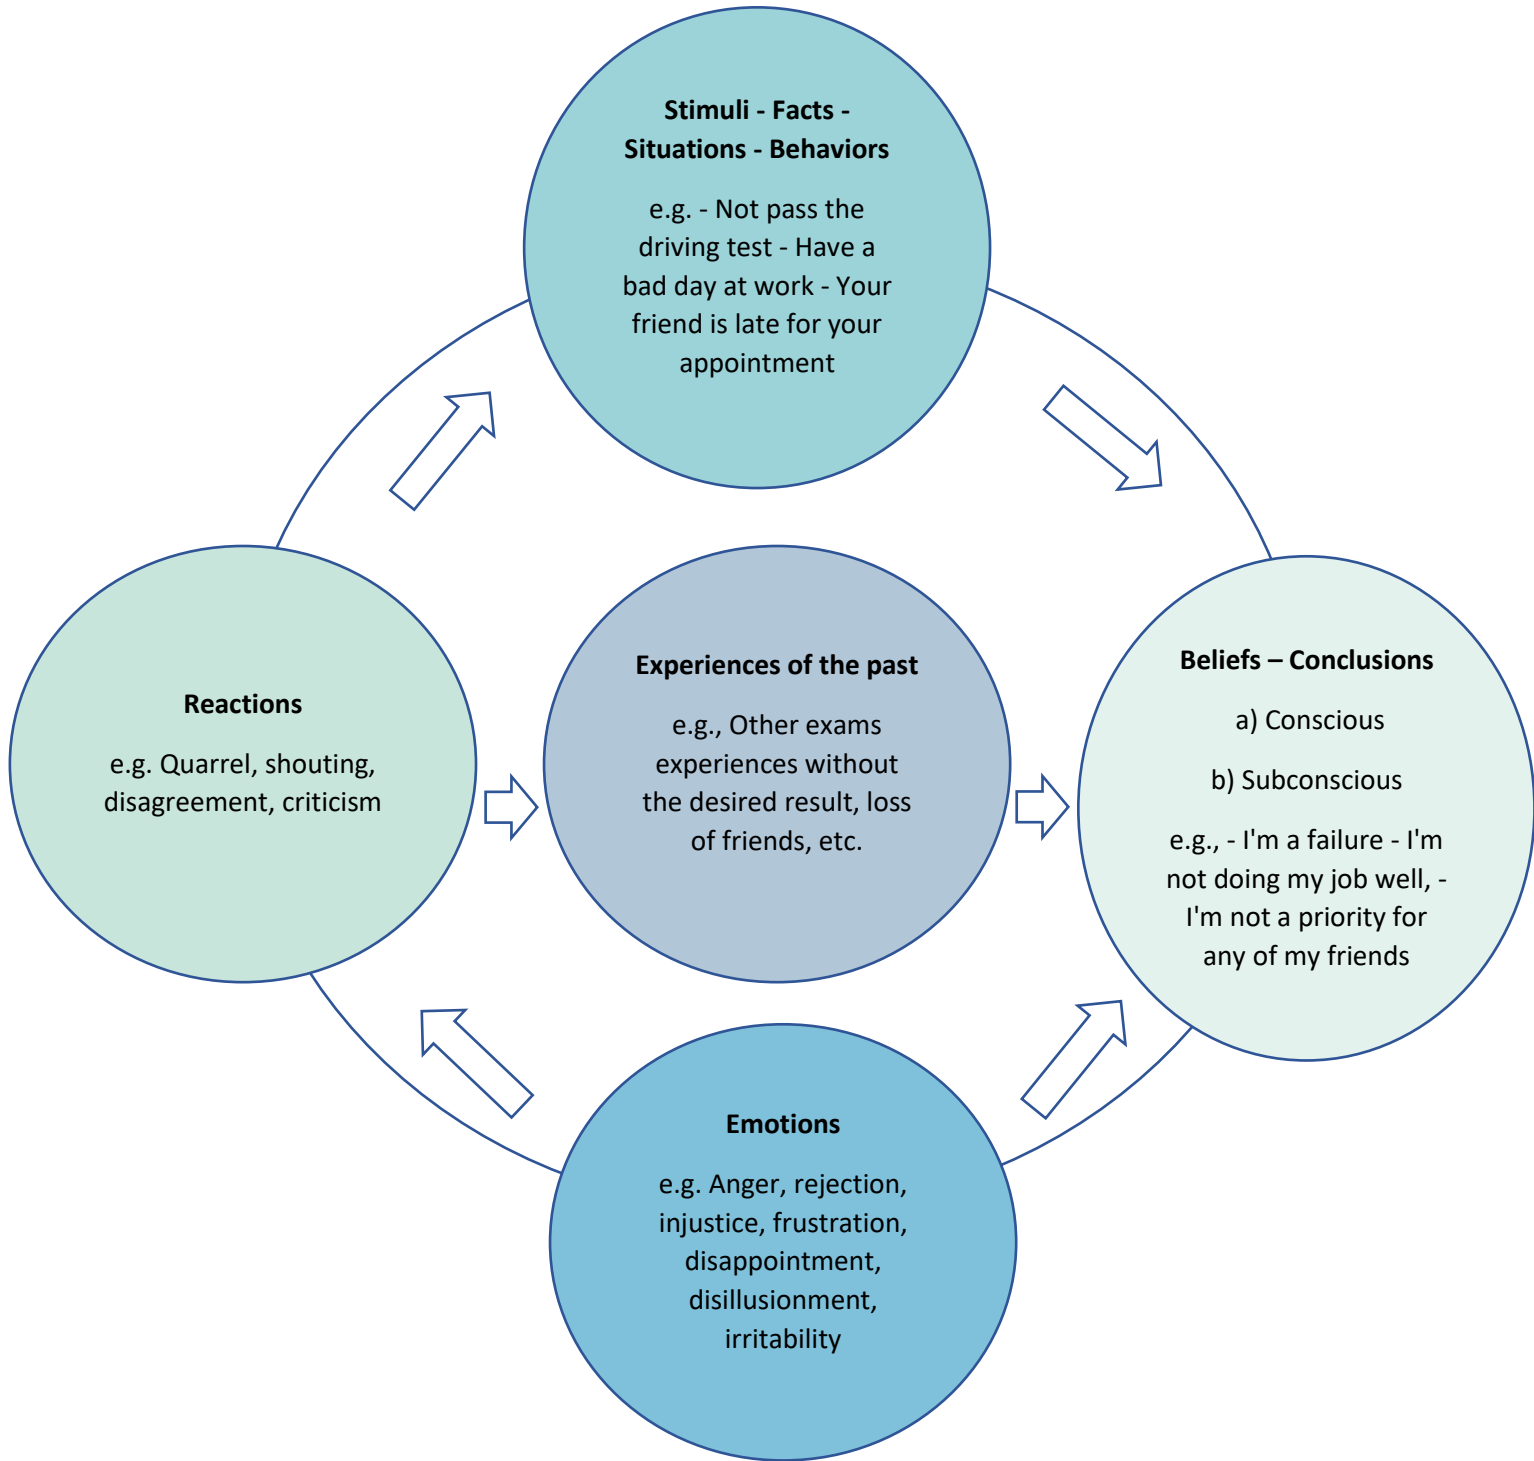 Stimuli - Facts -
Situations - Behaviors
e.g. - Not pass the
driving test - Have a
bad day at work - Your
friend is late for your
appointment
Reactions
e.g. Quarrel, shouting,
disagreement, criticism
Experiences of the past
e.g., Other exams
experiences without
the desired result, loss
of friends, etc.
Beliefs – Conclusions
a) Conscious
b) Subconscious
e.g., - I'm a failure - I'm
not doing my job well, -
I'm not a priority for
any of my friends
Emotions
e.g. Anger, rejection,
injustice, frustration,
disappointment,
disillusionment,
irritability